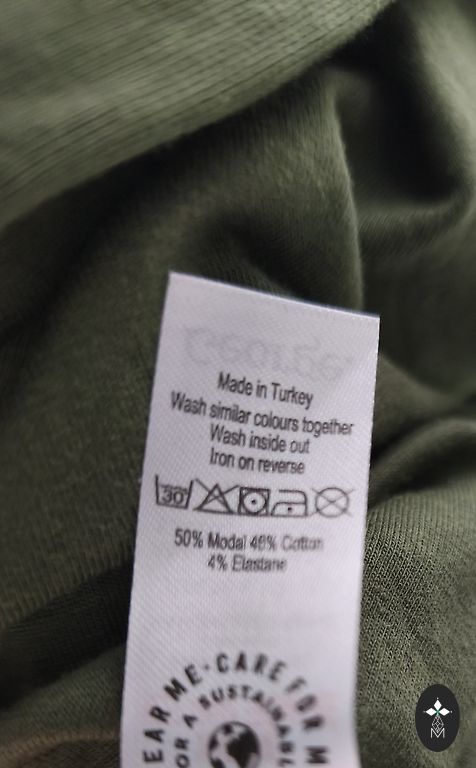 Made in Turkey
Wash similar colours together
Wash inside out
Iron on reverse
30
50% Modal 46% Cotton
4% Elastane
EAR ME · CARE FOR M
OR A SUSTAINABL
M